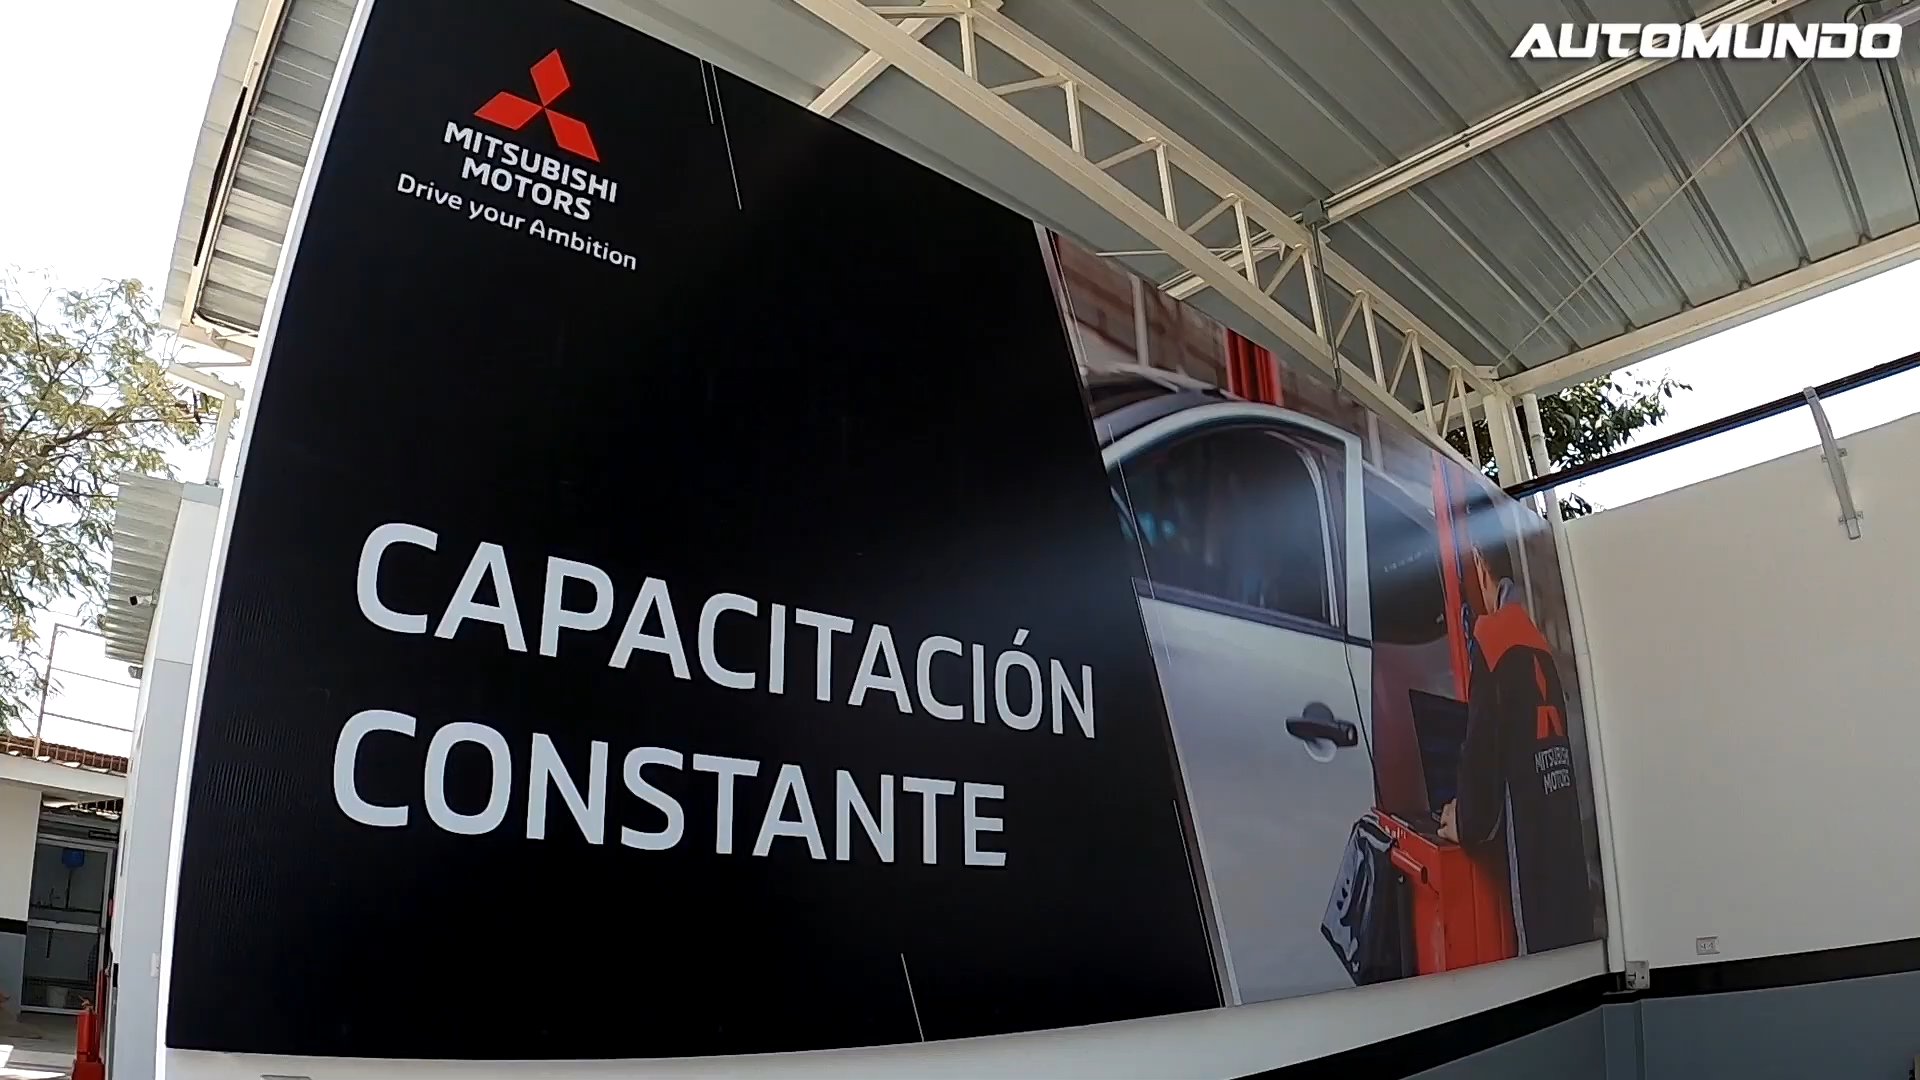 AUTOMUNDO
MITSUBISHI
MOTORS
Drive your Ambition
CAPACITACIÓN
CONSTANTE
MITSUBISHI
MOTORS